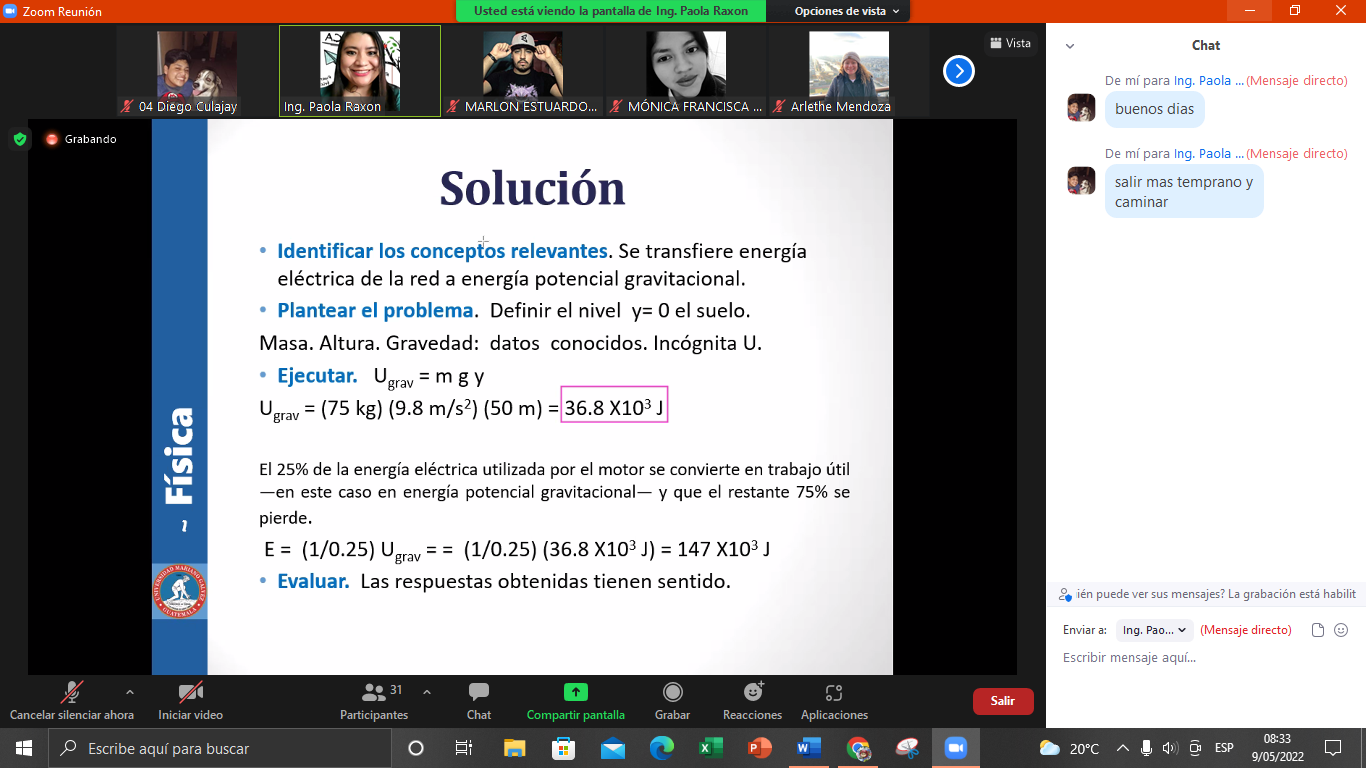 Zoom Reunión
Usted está viendo la pantalla de Ing. Paola Raxon
Opciones de vista
04 Diego Culajay
Ing. Paola Raxon
MARLON ESTUARDO...
MÓNICA FRANCISCA ...
Arlethe Mendoza
Vista
Grabando
Solución
• Identificar los conceptos relevantes. Se transfiere energía
eléctrica de la red a energía potencial gravitacional.
• Plantear el problema. Definir el nivel y= 0 el suelo.
Masa. Altura. Gravedad: datos conocidos. Incógnita U.
• Ejecutar. Ugrav = m g y
Ugrav = (75 kg) (9.8 m/s²) (50 m) = 36.8 X10³ J
El 25% de la energía eléctrica utilizada por el motor se convierte en trabajo útil
—en este caso en energía potencial gravitacional— y que el restante 75% se
pierde.
E = (1/0.25) Ugrav = = (1/0.25) (36.8 X10³ J) = 147 X10³ J
• Evaluar. Las respuestas obtenidas tienen sentido.
~ Física
UNIVERSIDAD MARIANO GALVEZ
GUATEMALA
Chat
De mí para Ing. Paola ... (Mensaje directo)
buenos dias
De mí para Ing. Paola ... (Mensaje directo)
salir mas temprano y
caminar
ién puede ver sus mensajes? La grabación está habilit
Enviar a: Ing. Pao... (Mensaje directo)
Escribir mensaje aquí...
Cancelar silenciar ahora
Iniciar video
31
Participantes
Chat
Compartir pantalla
Grabar
Reacciones
Aplicaciones
Salir
Escribe aquí para buscar
20°C
ESP
08:33
9/05/2022